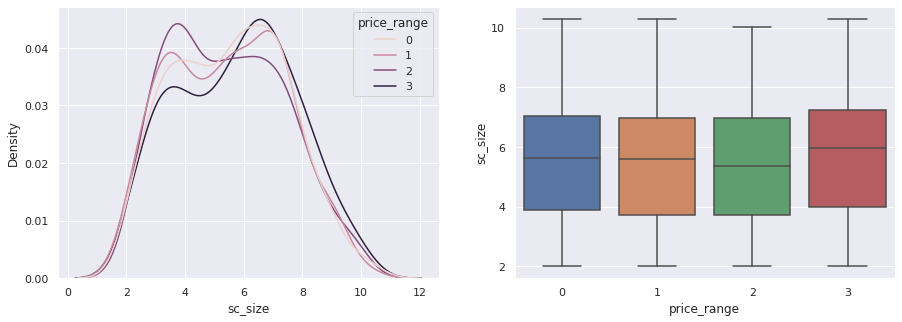 price_range
0
1
2
3
0.04
0.03
0.02
0.01
0.00
Density
0 2 4 6 8 10 12
sc_size
10
8
6
4
2
sc_size
0 1 2 3
price_range